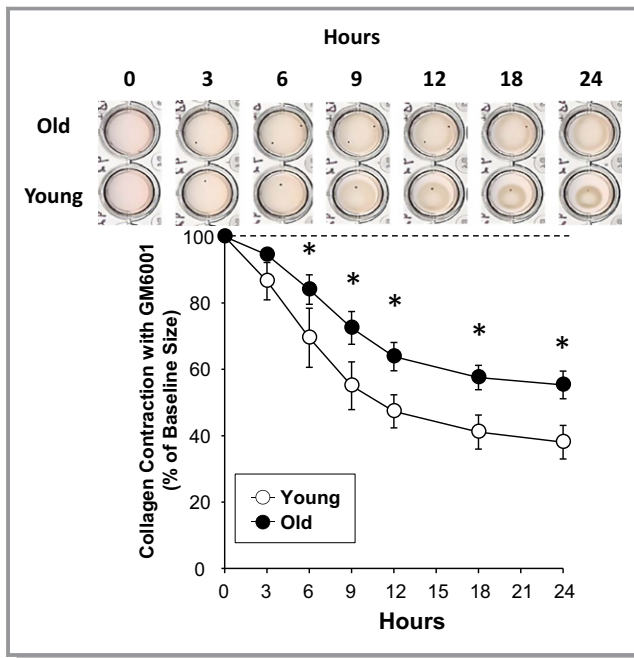 Hours
0 3 6 9 12 18 24
Old
Young
Collagen Contraction with GM6001
(% of Baseline Size)
100
80
60
40
20
0
* * * * *
Young
Old
0 3 6 9 12 15 18 21 24
Hours